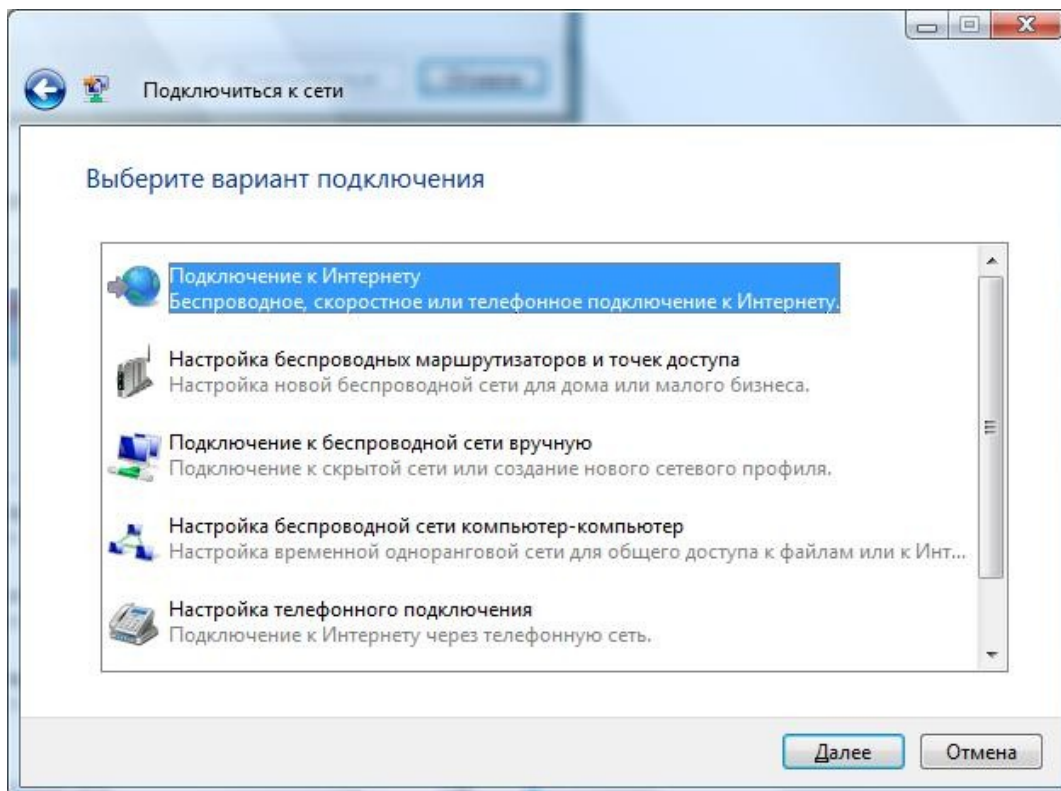 Подключиться к сети
Выберите вариант подключения
Подключение к Интернету
Беспроводное, скоростное или телефонное подключение к Интернету.
Настройка беспроводных маршрутизаторов и точек доступа
Настройка новой беспроводной сети для дома или малого бизнеса.
Подключение к беспроводной сети вручную
Подключение к скрытой сети или создание нового сетевого профиля.
Настройка беспроводной сети компьютер-компьютер
Настройка временной одноранговой сети для общего доступа к файлам или к Инт...
Настройка телефонного подключения
Подключение к Интернету через телефонную сеть.
Далее Отмена